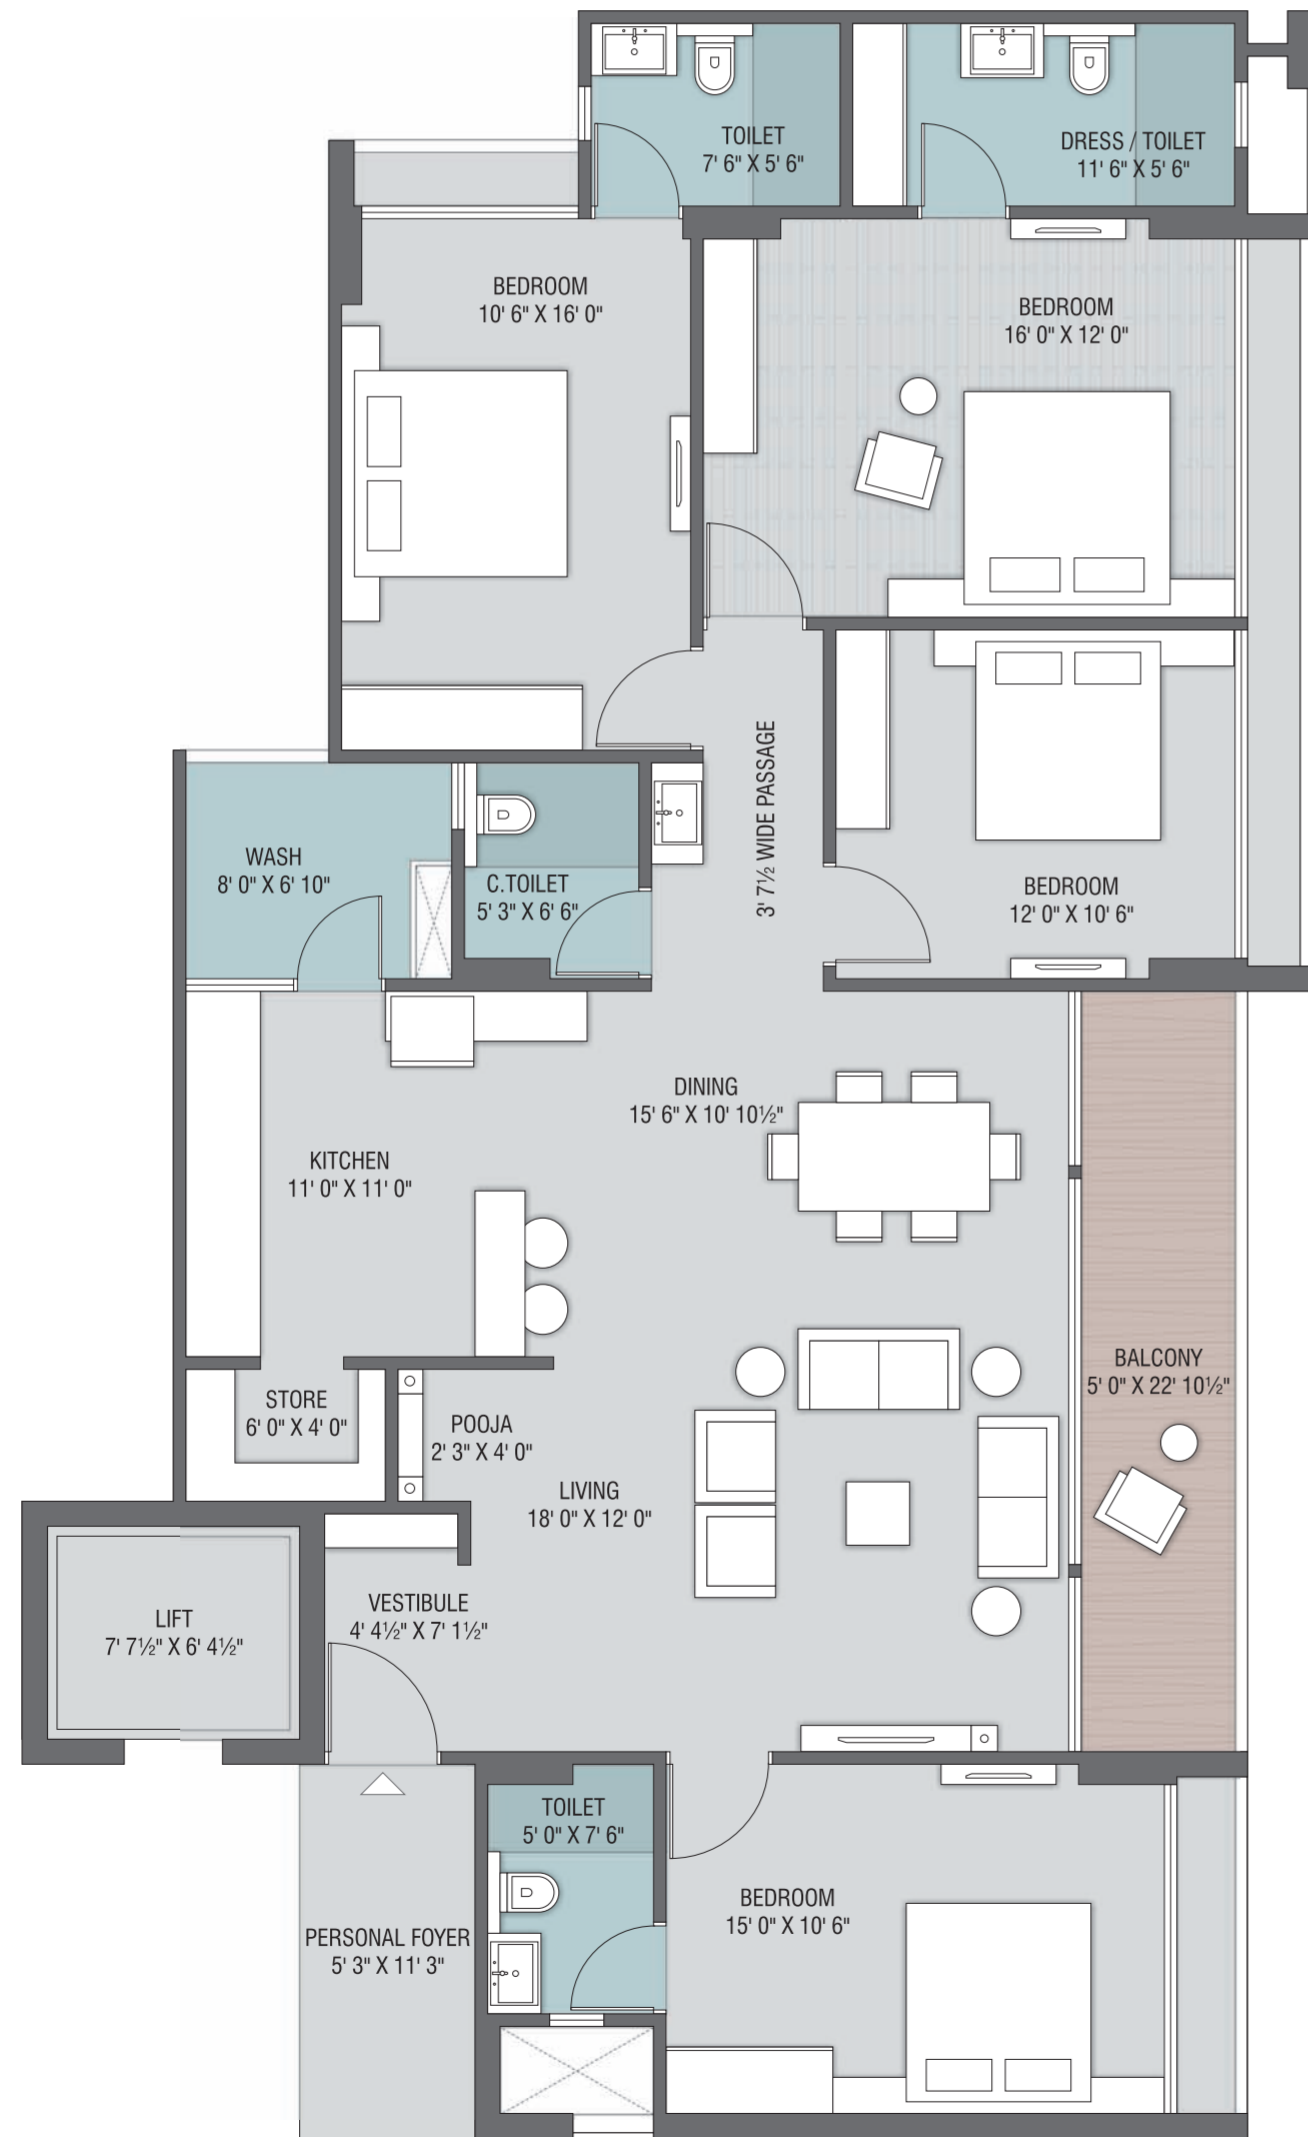 TOILET
7' 6" X 5' 6"
DRESS / TOILET
11' 6" X 5' 6"
BEDROOM
10' 6" X 16' 0"
BEDROOM
16' 0" X 12' 0"
3' 7½ WIDE PASSAGE
WASH
8' 0" X 6' 10"
C.TOILET
5' 3" X 6' 6"
BEDROOM
12' 0" X 10' 6"
DINING
15' 6" X 10' 10½"
KITCHEN
11' 0" X 11' 0"
BALCONY
5' 0" X 22' 10½"
STORE
6' 0" X 4' 0"
POOJA
2' 3" X 4' 0"
LIVING
18' 0" X 12' 0"
VESTIBULE
4' 4½" X 7' 1½"
LIFT
7' 7½" X 6' 4½"
TOILET
5' 0" X 7' 6"
BEDROOM
15' 0" X 10' 6"
PERSONAL FOYER
5' 3" X 11' 3"